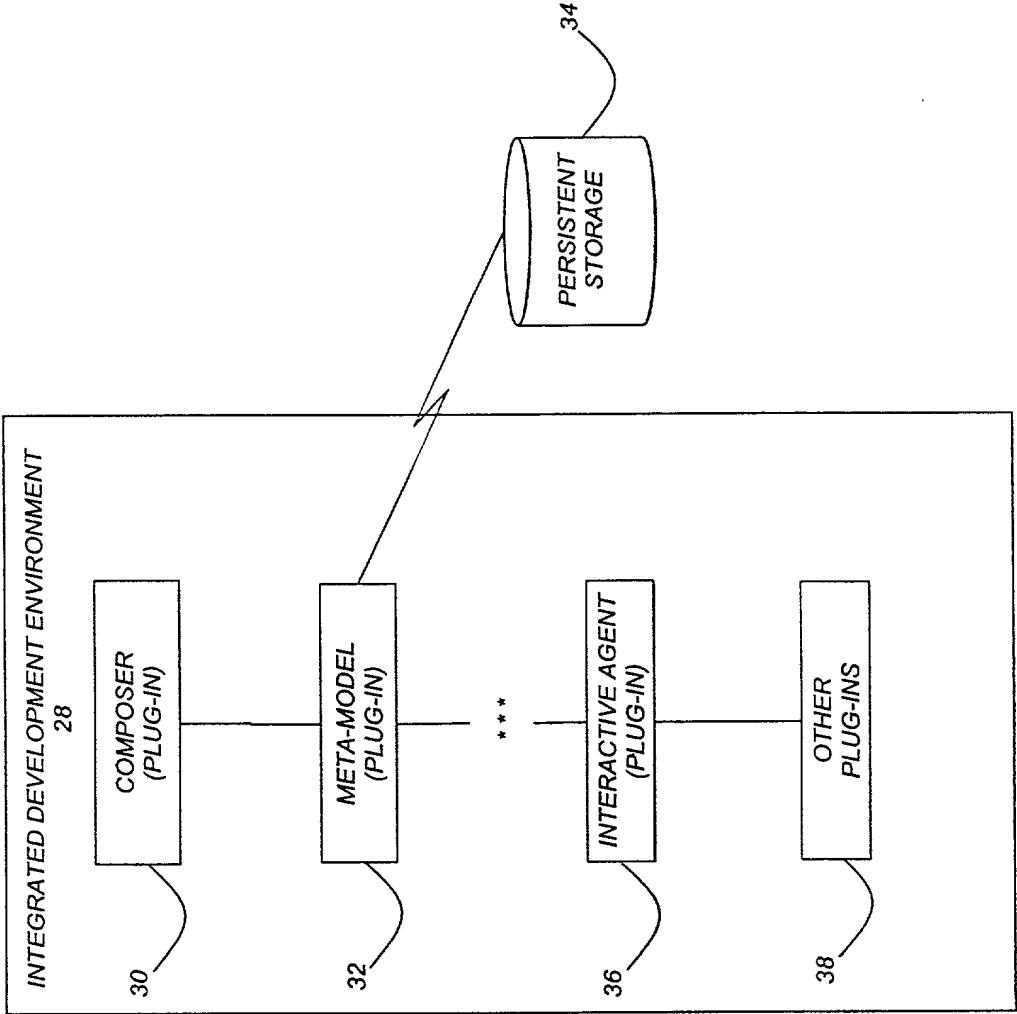 INTEGRATED DEVELOPMENT ENVIRONMENT
28
COMPOSER
(PLUG-IN)
30
META-MODEL
(PLUG-IN)
32
PERSISTENT
STORAGE
34
* * *
INTERACTIVE AGENT
(PLUG-IN)
36
OTHER
PLUG-INS
38